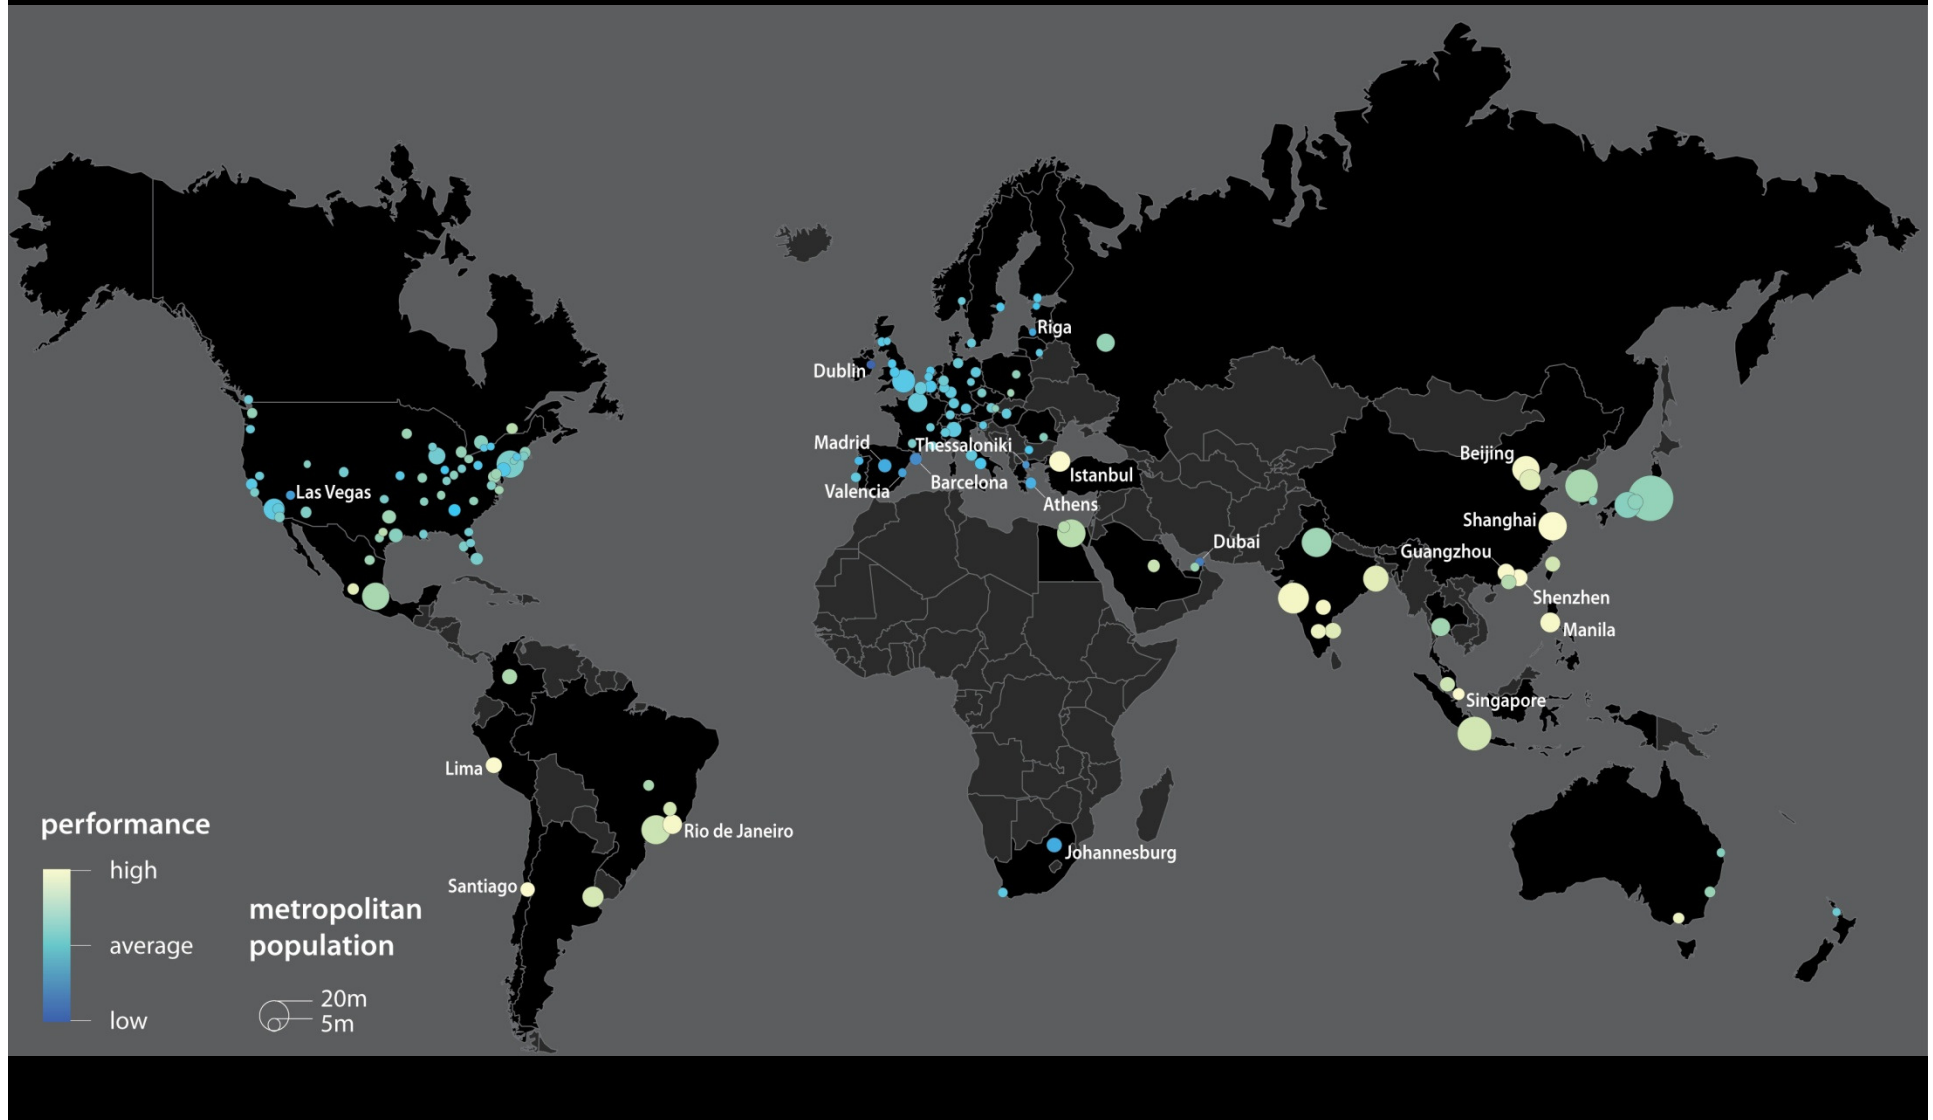 Riga
Dublin
Madrid
Thessaloniki
Istanbul
Barcelona
Valencia
Athens
Las Vegas
Beijing
Shanghai
Guangzhou
Dubai
Shenzhen
Manila
Singapore
Lima
Rio de Janeiro
Johannesburg
Santiago
performance
high
average
low
metropolitan
population
20m
5m